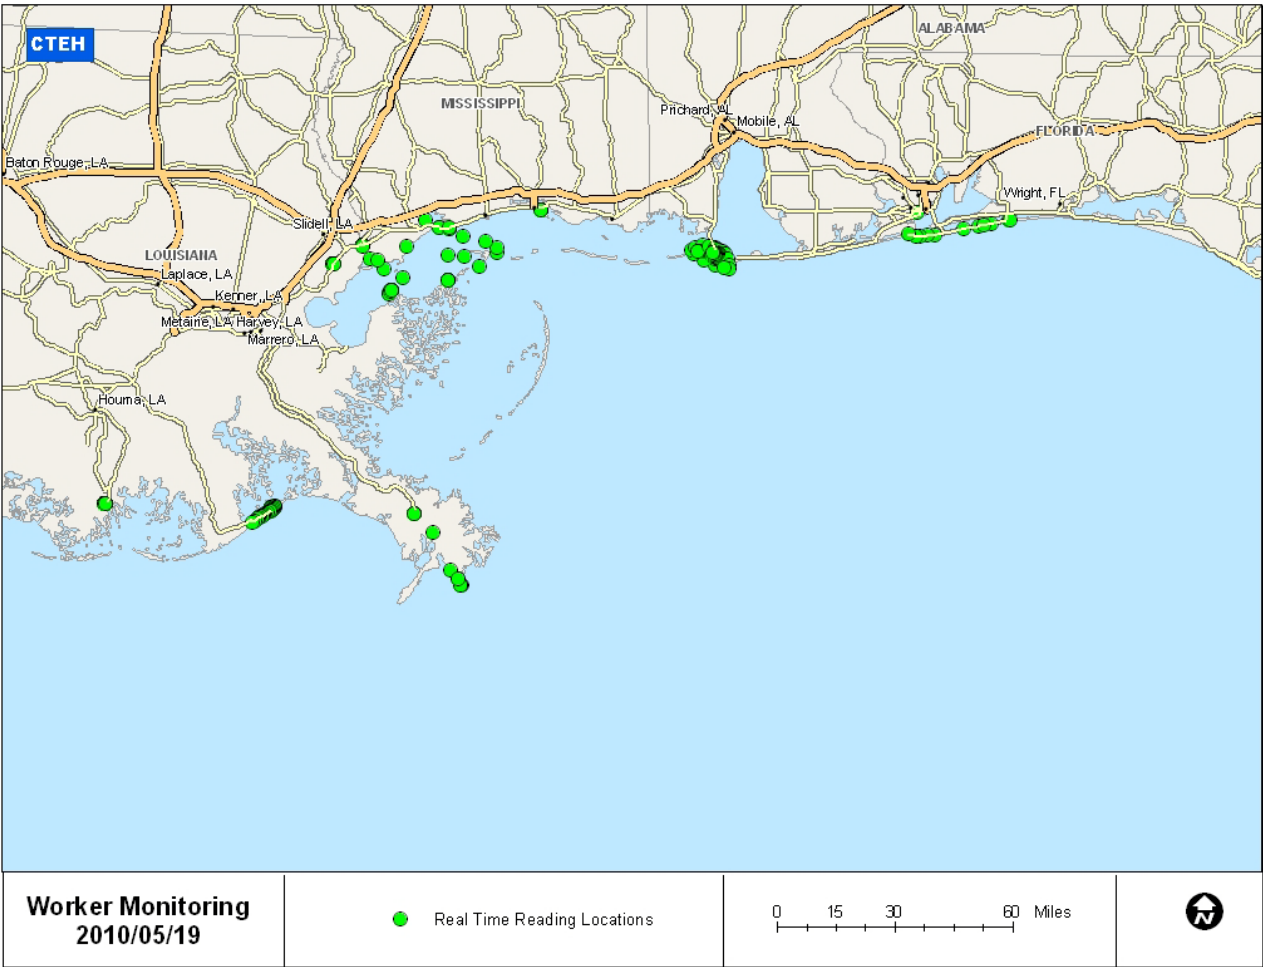 CTEH
ALABAMA
MISSISSIPPI
Prichard, AL
Mobile, AL
FLORIDA
Baton Rouge, LA
Wright, FL
Slidell, LA
LOUISIANA
Laplace, LA
Kenner, LA
Metairie, LA Harvey, LA
Marrero, LA
Houma, LA
Worker Monitoring
2010/05/19
Real Time Reading Locations
0 15 30 60 Miles
N